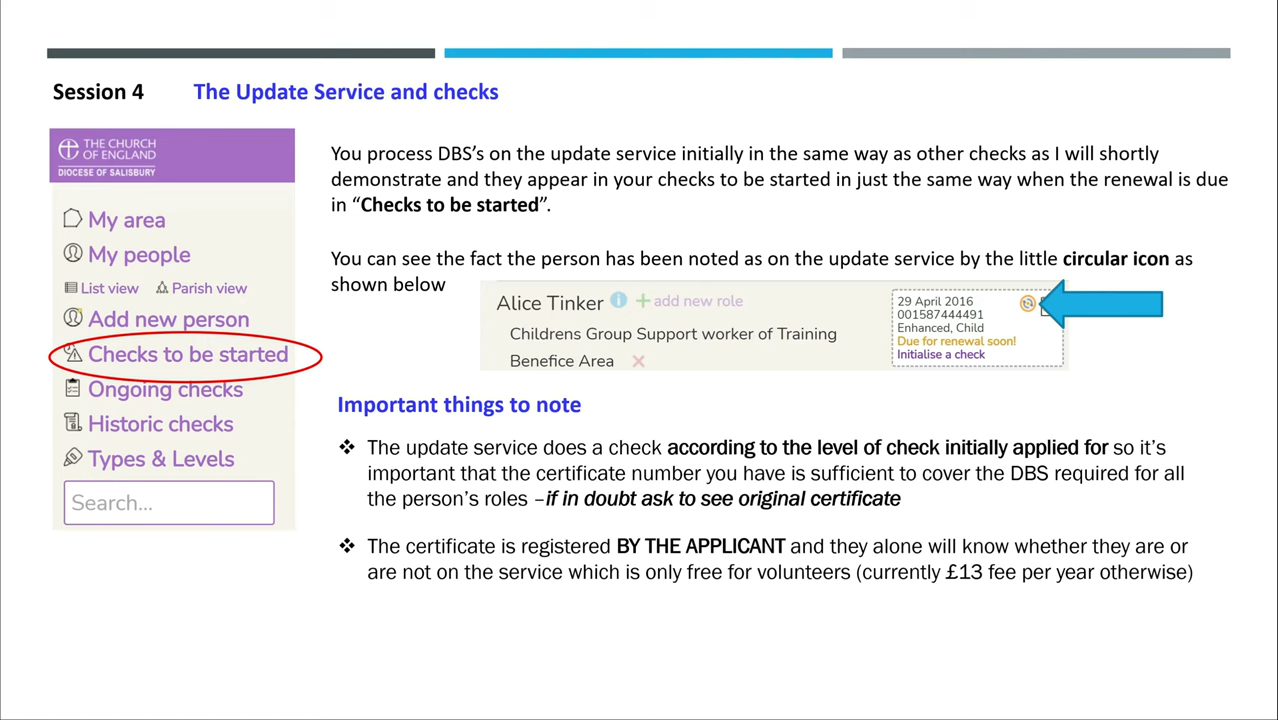 Session 4 The Update Service and checks
THE CHURCH
OF ENGLAND
DIOCESE OF SALISBURY
My area
My people
List view Parish view
Add new person
Checks to be started
Ongoing checks
Historic checks
Types & Levels
Search...
You process DBS's on the update service initially in the same way as other checks as I will shortly
demonstrate and they appear in your checks to be started in just the same way when the renewal is due
in “Checks to be started”.
You can see the fact the person has been noted as on the update service by the little circular icon as
shown below
Alice Tinker + add new role
Childrens Group Support worker of Training
Benefice Area
29 April 2016
001587444491
Enhanced, Child
Due for renewal soon!
Initialise a check
Important things to note
❖ The update service does a check according to the level of check initially applied for so it’s
important that the certificate number you have is sufficient to cover the DBS required for all
the person’s roles –if in doubt ask to see original certificate
❖ The certificate is registered BY THE APPLICANT and they alone will know whether they are or
are not on the service which is only free for volunteers (currently £13 fee per year otherwise)